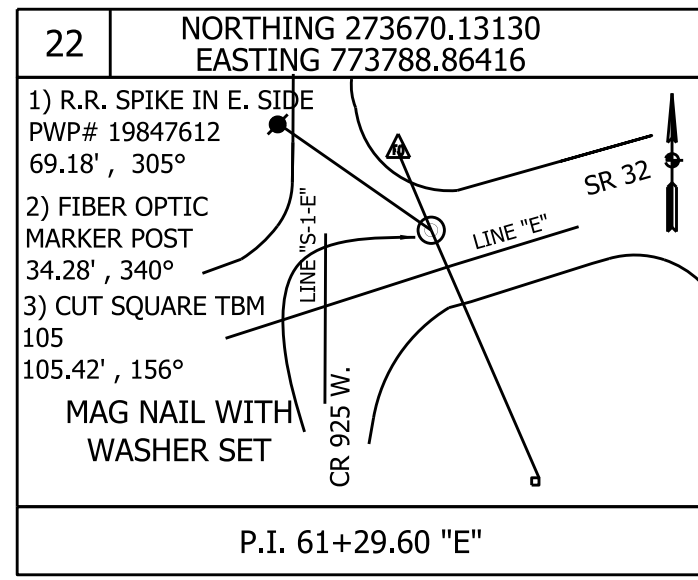 22
NORTHING 273670.13130
EASTING 773788.86416
1) R.R. SPIKE IN E. SIDE
PWP# 19847612
69.18' , 305°
2) FIBER OPTIC
MARKER POST
34.28' , 340°
3) CUT SQUARE TBM
105
105.42' , 156°
MAG NAIL WITH
WASHER SET
LINE "S-1-E"
CR 925 W.
LINE "E"
SR 32
P.I. 61+29.60 "E"